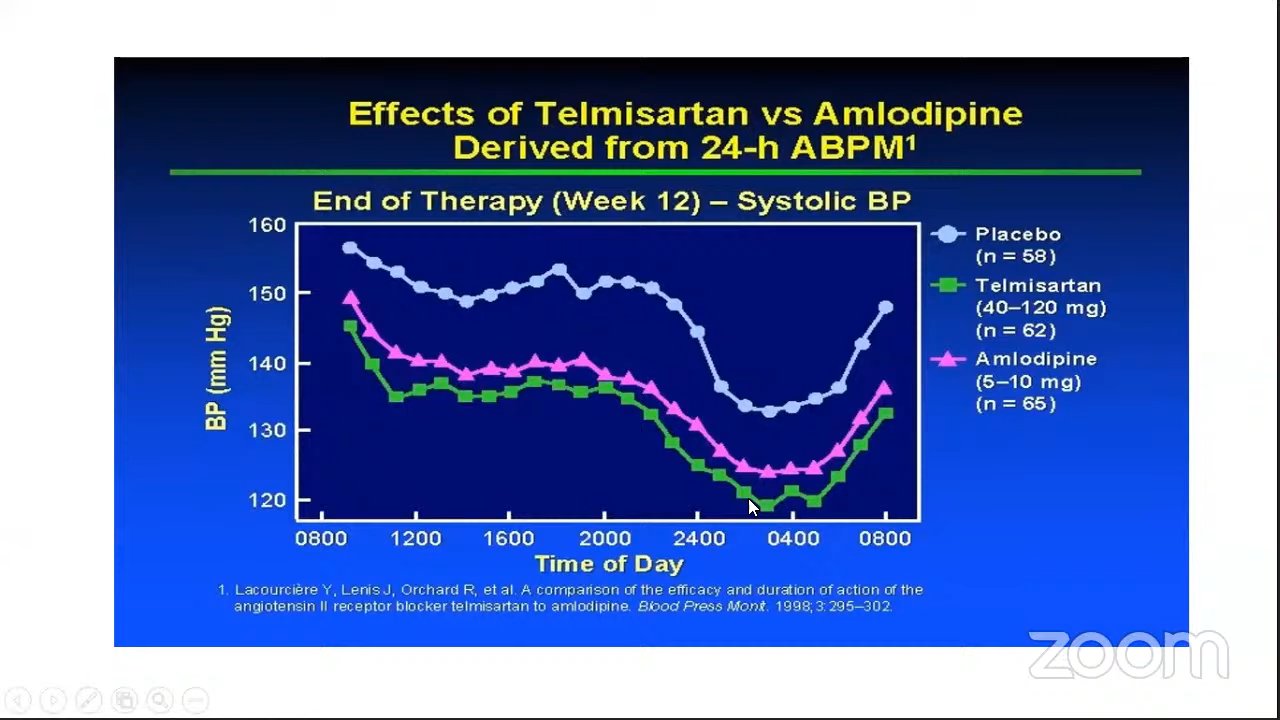 Effects of Telmisartan vs Amlodipine
Derived from 24-h ABPM¹
End of Therapy (Week 12) – Systolic BP
160
150
140
130
120
BP (mm Hg)
0800 1200 1600 2000 2400 0400 0800
Time of Day
Placebo
(n = 58)
Telmisartan
(40–120 mg)
(n = 62)
Amlodipine
(5–10 mg)
(n = 65)
1. Lacourcière Y, Lenis J, Orchard R, et al. A comparison of the efficacy and duration of action of the
angiotensin II receptor blocker telmisartan to amlodipine. Blood Press Monit. 1998; 3: 295–302.
zoom